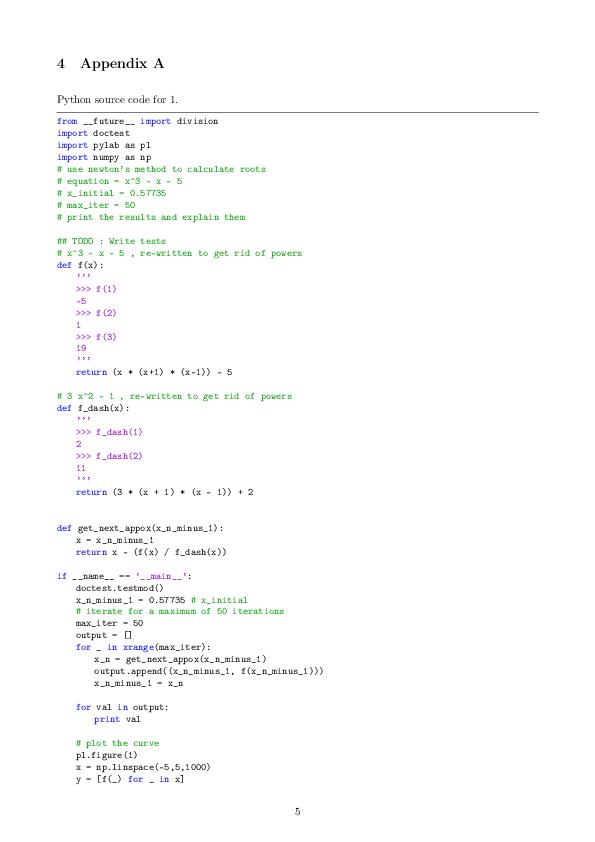 4 Appendix A
Python source code for 1.
from __future__ import division
import doctest
import pylab as pl
import numpy as np
# use newton's method to calculate roots
# equation = x^3 - x - 5
# x_initial = 0.57735
# max_iter = 50
# print the results and explain them
## TODO : Write tests
# x^3 - x - 5 , re-written to get rid of powers
def f(x):
'''
>>> f(1)
-5
>>> f(2)
1
>>> f(3)
19
'''
return (x * (x+1) * (x-1)) - 5
# 3 x^2 - 1 , re-written to get rid of powers
def f_dash(x):
'''
>>> f_dash(1)
2
>>> f_dash(2)
11
'''
return (3 * (x + 1) * (x - 1)) + 2
def get_next_appox(x_n_minus_1):
x = x_n_minus_1
return x - (f(x) / f_dash(x))
if __name__ == '__main__':
doctest.testmod()
x_n_minus_1 = 0.57735 # x_initial
# iterate for a maximum of 50 iterations
max_iter = 50
output = []
for _ in xrange(max_iter):
x_n = get_next_appox(x_n_minus_1)
output.append((x_n_minus_1, f(x_n_minus_1)))
x_n_minus_1 = x_n
for val in output:
print val
# plot the curve
pl.figure(1)
x = np.linspace(-5,5,1000)
y = [f(_) for _ in x]
5